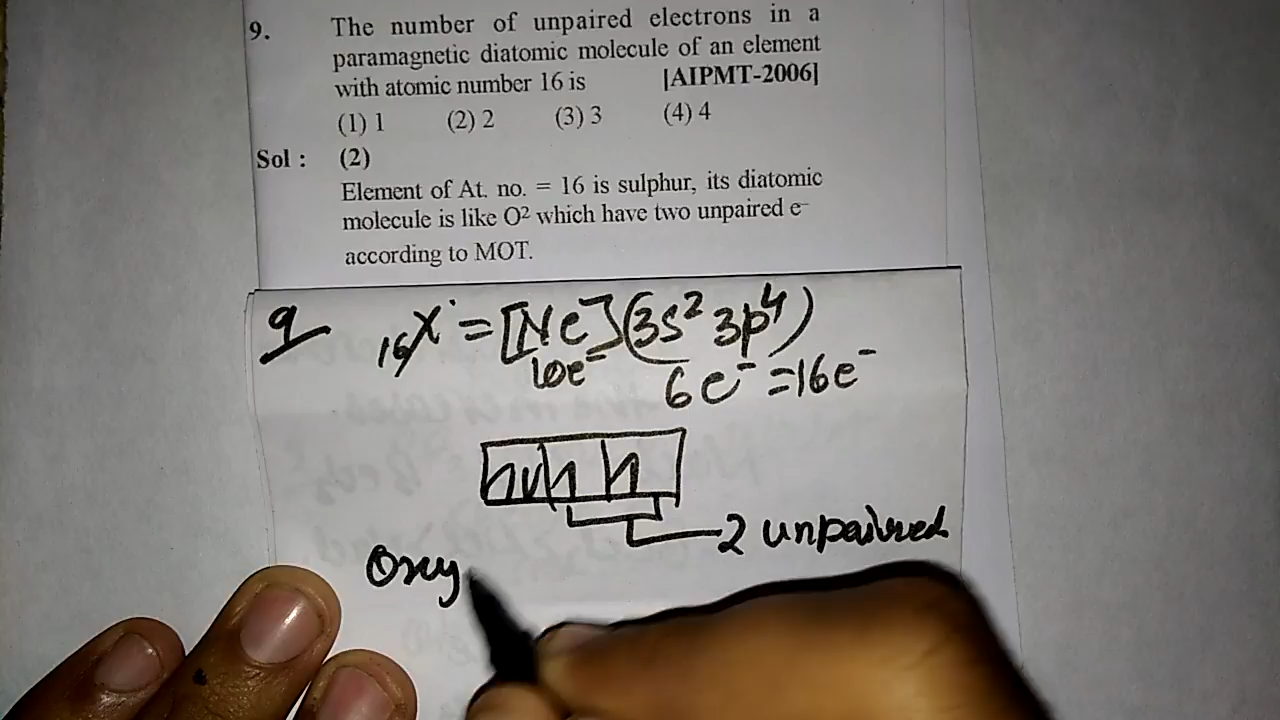 9. The number of unpaired electrons in a
paramagnetic diatomic molecule of an element
with atomic number 16 is [AIPMT-2006]
(1) 1 (2) 2 (3) 3 (4) 4
Sol : (2)
Element of At. no. = 16 is sulphur, its diatomic
molecule is like O² which have two unpaired e⁻
according to MOT.
9 ₁₆X = [Ne](3s² 3p⁴)
10e⁻ 6e⁻ = 16e⁻
2 unpaired
Oxy